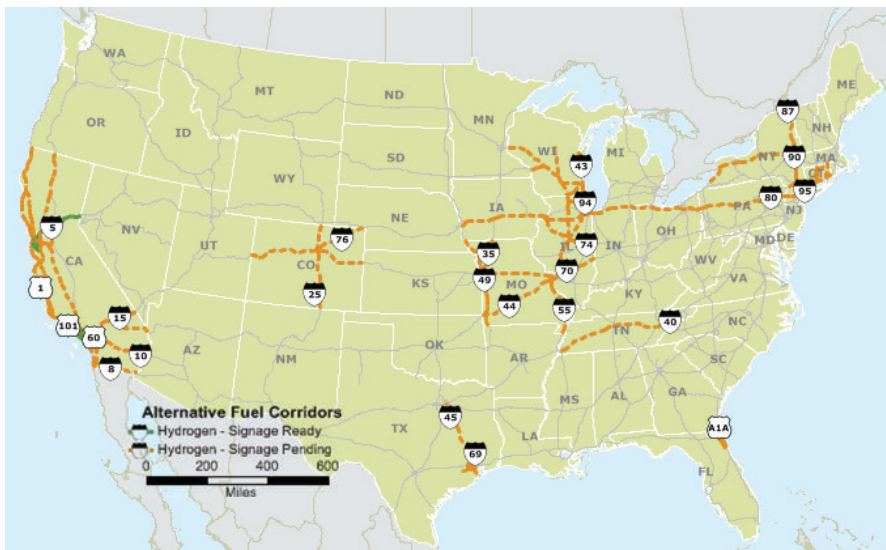 WA
MT
ND
MN
ME
OR
ID
SD
WI
MI
87
NH
43
90
NY
MA
CT
WY
IA
94
80
95
PA
NJ
5
NV
UT
NE
76
CO
35
IL
74
IN
OH
MD
DE
CA
1
25
KS
49
MO
70
WV
VA
KY
44
55
101
60
15
10
8
AZ
NM
OK
AR
TN
40
NC
SC
MS
AL
GA
TX
45
LA
69
A1A
FL
Alternative Fuel Corridors
Hydrogen - Signage Ready
Hydrogen - Signage Pending
0 200 400 600
Miles